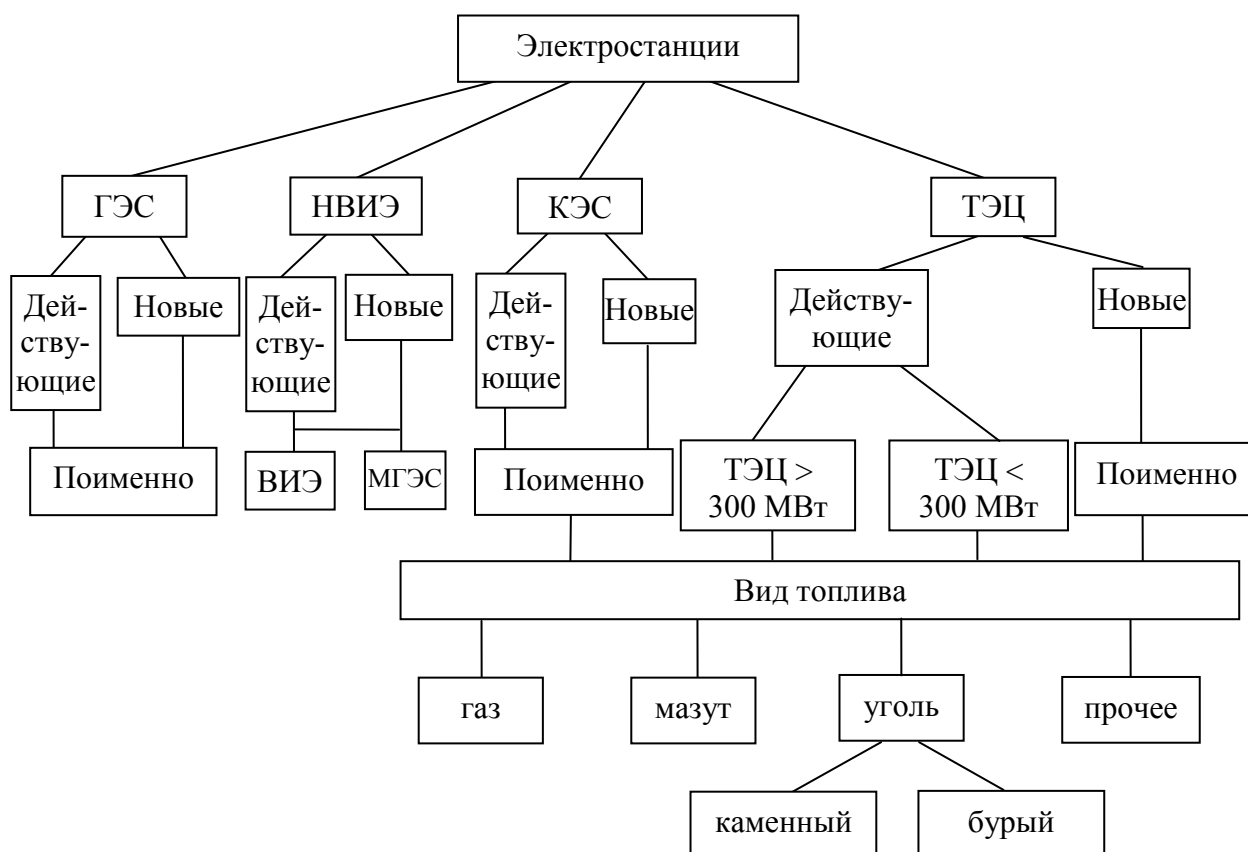 Электростанции
ГЭС
НВИЭ
КЭС
ТЭЦ
Дей-
ству-
ющие
Новые
Дей-
ству-
ющие
Новые
Дей-
ству-
ющие
Новые
Действу-
ющие
Новые
Поименно
ВИЭ
МГЭС
Поименно
ТЭЦ >
300 МВт
ТЭЦ <
300 МВт
Поименно
Вид топлива
газ
мазут
уголь
прочее
каменный
бурый